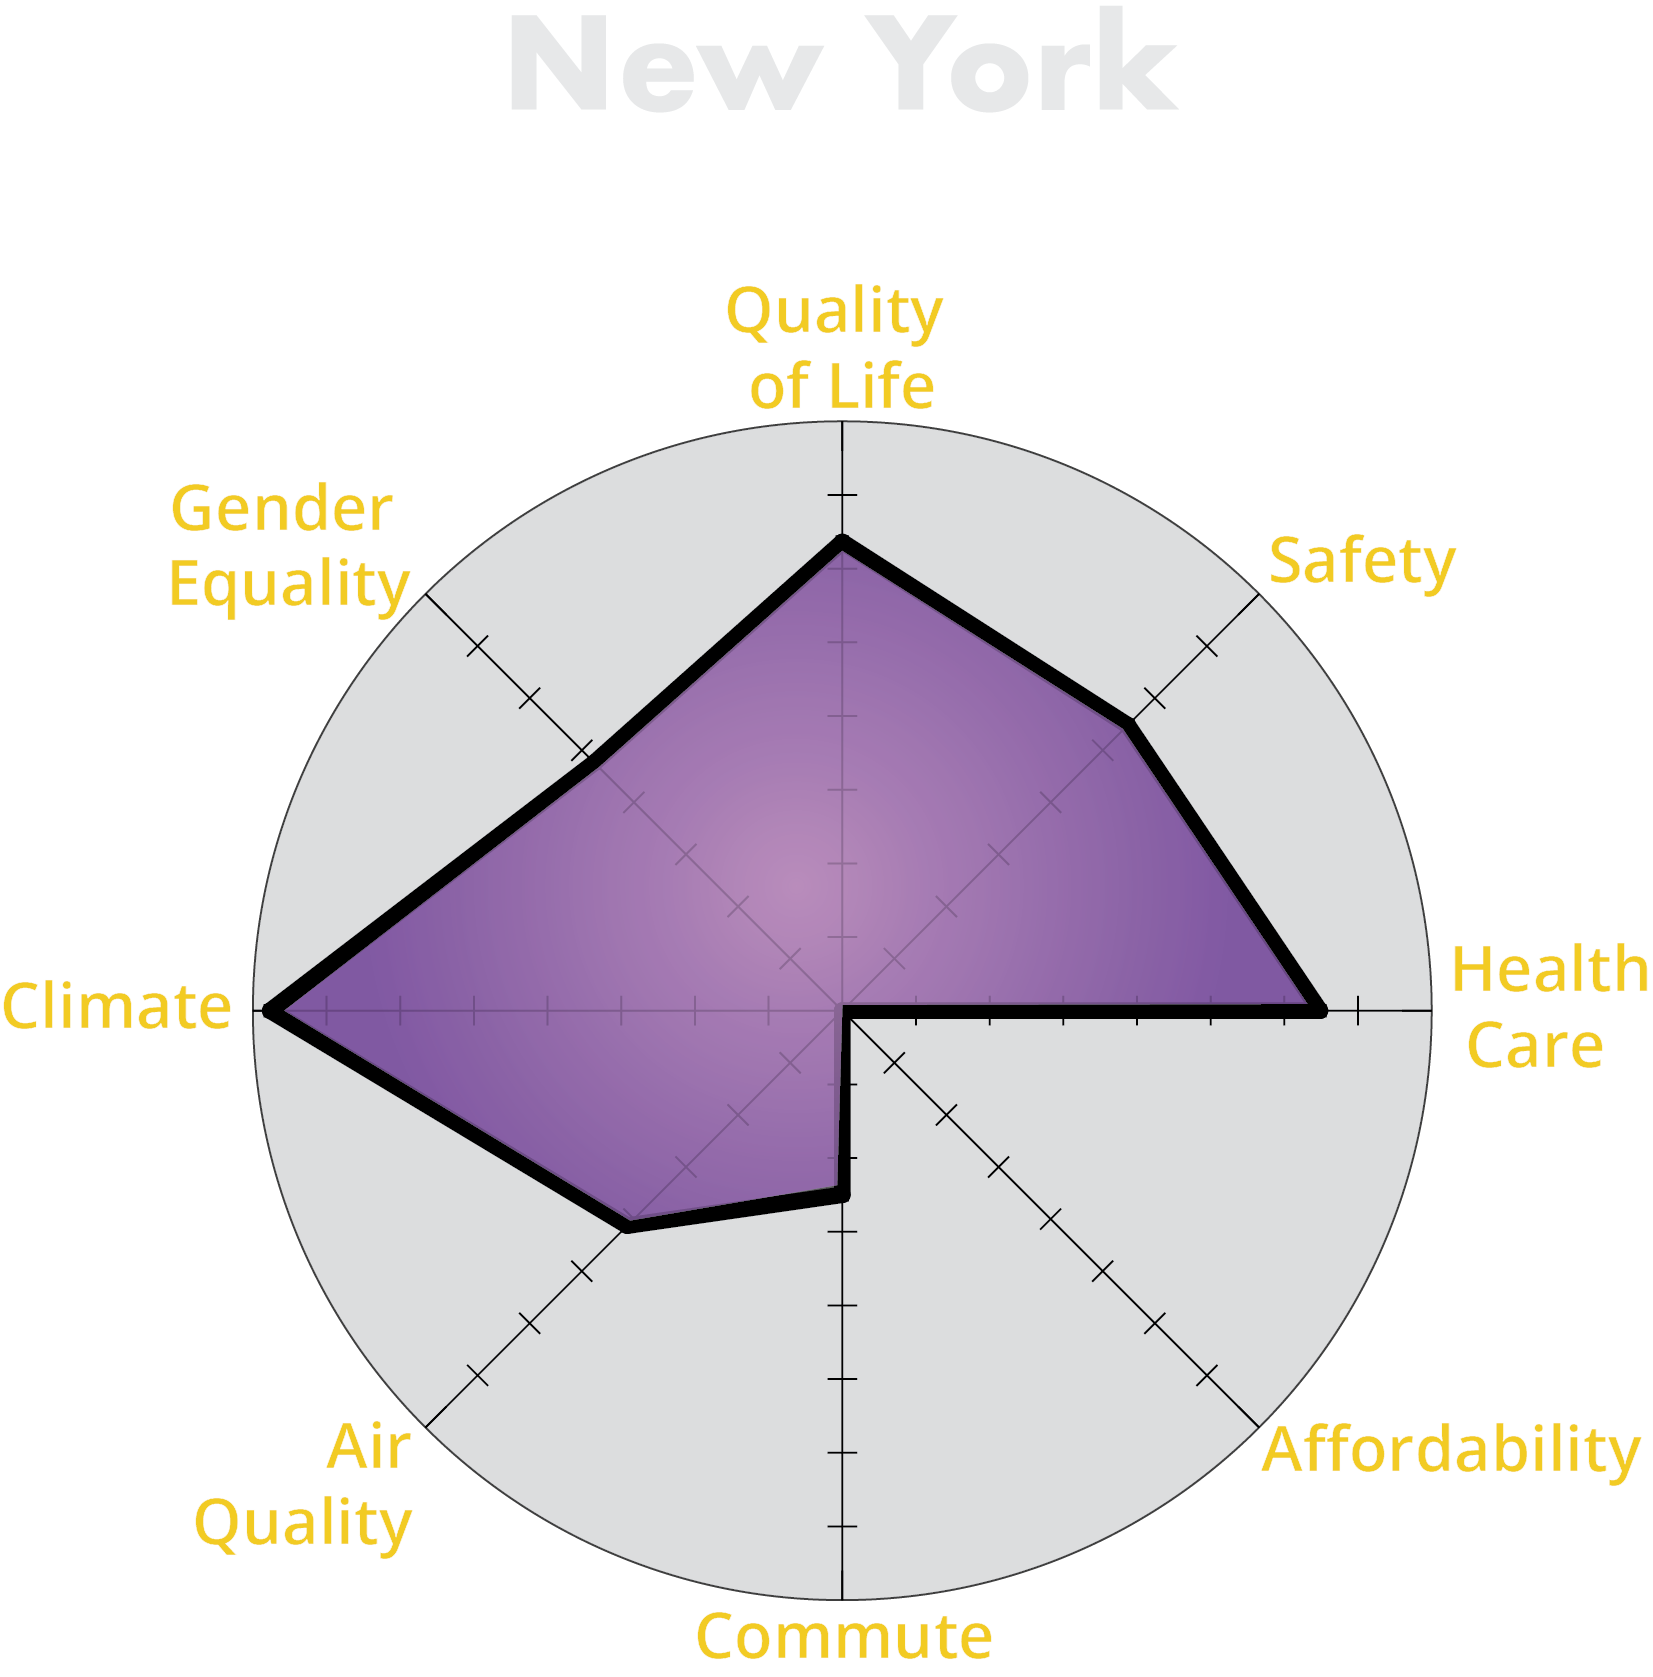 New York
Quality
of Life
Gender
Equality
Safety
Health
Care
Climate
Air
Quality
Affordability
Commute